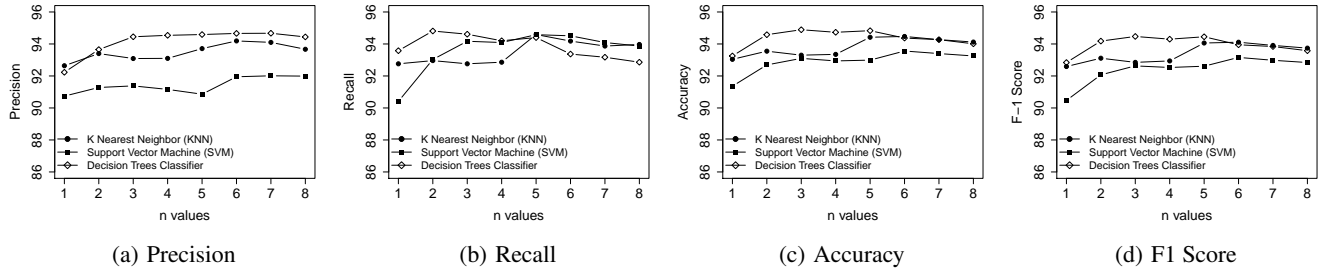 Precision
86 88 90 92 94 96
K Nearest Neighbor (KNN)
Support Vector Machine (SVM)
Decision Trees Classifier
1 2 3 4 5 6 7 8
n values
(a) Precision
Recall
86 88 90 92 94 96
K Nearest Neighbor (KNN)
Support Vector Machine (SVM)
Decision Trees Classifier
1 2 3 4 5 6 7 8
n values
(b) Recall
Accuracy
86 88 90 92 94 96
K Nearest Neighbor (KNN)
Support Vector Machine (SVM)
Decision Trees Classifier
1 2 3 4 5 6 7 8
n values
(c) Accuracy
F−1 Score
86 88 90 92 94 96
K Nearest Neighbor (KNN)
Support Vector Machine (SVM)
Decision Trees Classifier
1 2 3 4 5 6 7 8
n values
(d) F1 Score